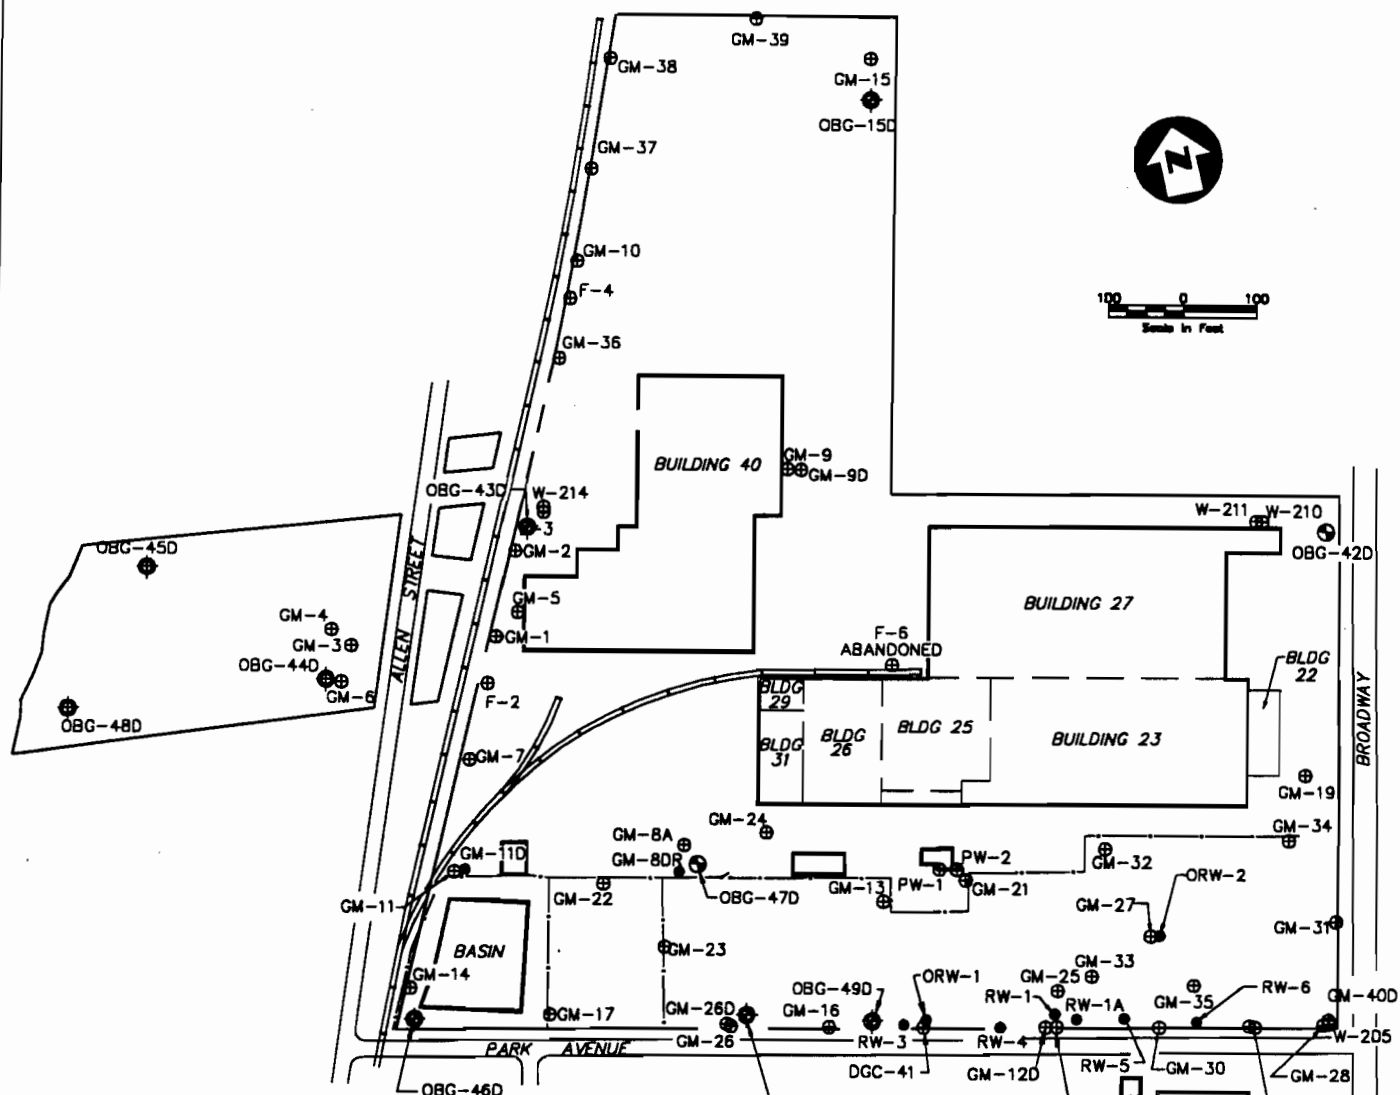 GM-39
GM-38
GM-15
OBG-15D
GM-37
N
GM-10
F-4
100 0 100
Scale in Feet
GM-36
BUILDING 40
GM-9
GM-9D
OBG-43D
W-214
W-211
W-210
-3
OBG-42D
OBG-45D
GM-2
ALLEN STREET
BUILDING 27
GM-5
GM-4
GM-3
GM-1
F-6
ABANDONED
OBG-44D
GM-6
BLDG
22
F-2
BLDG
29
OBG-48D
BLDG 25
BLDG
26
BLDG
31
BUILDING 23
BROADWAY
GM-7
GM-19
GM-24
GM-8A
GM-34
GM-11D
GM-8DR
PW-2
GM-32
PW-1
GM-21
ORW-2
GM-13
GM-22
OBG-47D
GM-11
GM-27
GM-31
BASIN
GM-23
GM-14
GM-33
GM-25
ORW-1
OBG-49D
RW-1
RW-1A
GM-35
RW-6
GM-40D
GM-17
GM-26D
GM-16
GM-26
RW-3
RW-4
W-2D5
PARK AVENUE
DGC-41
GM-12D
RW-5
GM-30
GM-28
OBG-46D